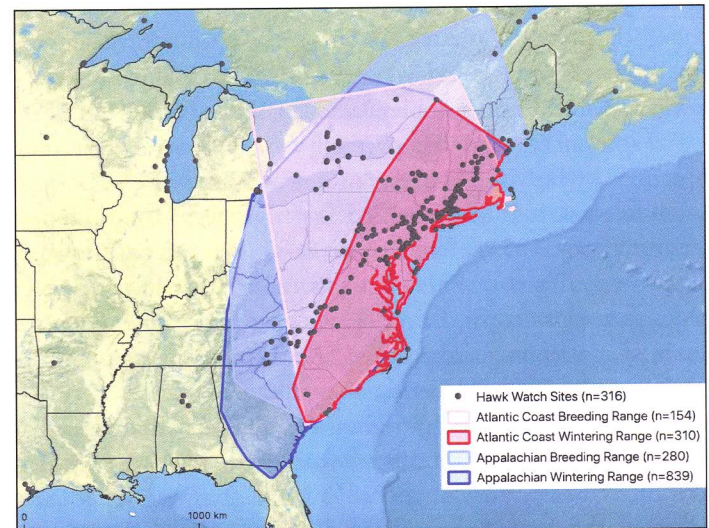 Hawk Watch Sites (n=316)
Atlantic Coast Breeding Range (n=154)
Atlantic Coast Wintering Range (n=310)
Appalachian Breeding Range (n=280)
Appalachian Wintering Range (n=839)
0 1000 km